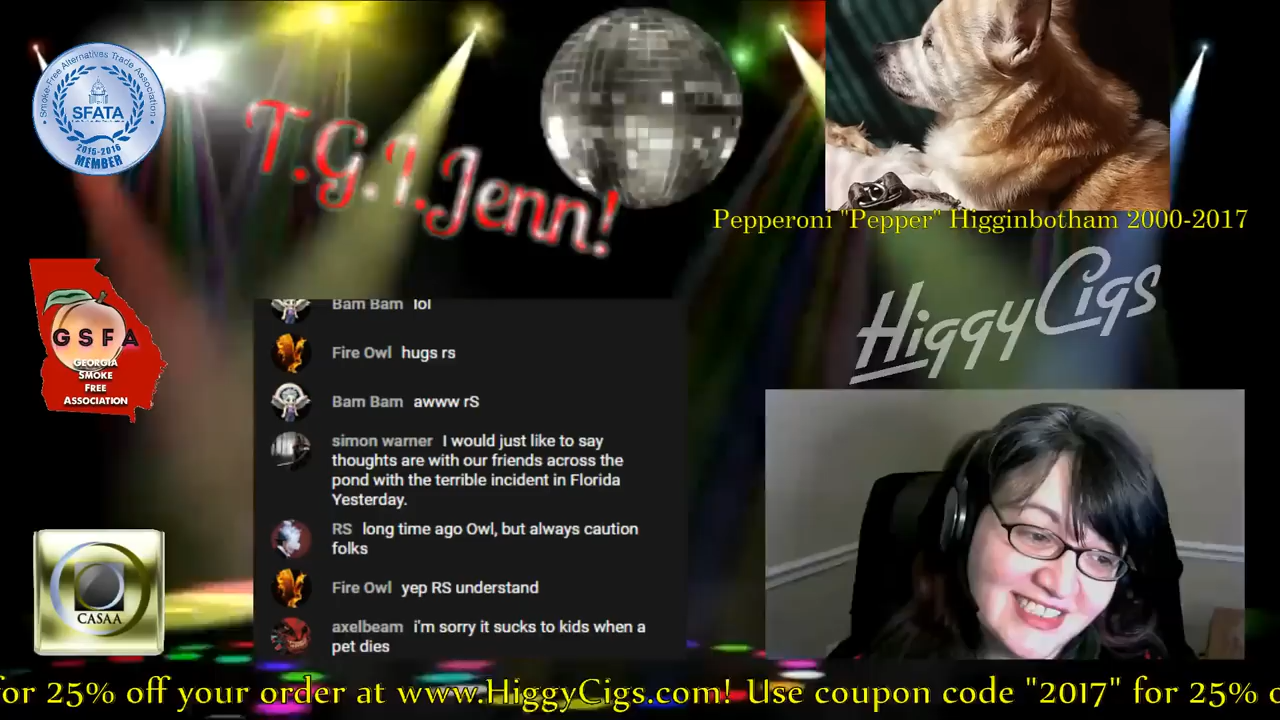 Smoke-Free Alternatives Trade Association
SFATA
2015-2016
MEMBER
T.G.I.Jenn!
Pepperoni "Pepper" Higginbotham 2000-2017
HiggyCigs
GSFA
GEORGIA
SMOKE
FREE
ASSOCIATION
CASAA
Bam Bam lol
Fire Owl hugs rs
Bam Bam awww rS
simon warner I would just like to say
thoughts are with our friends across the
pond with the terrible incident in Florida
Yesterday.
RS long time ago Owl, but always caution
folks
Fire Owl yep RS understand
axelbeam i'm sorry it sucks to kids when a
pet dies
for 25% off your order at www.HiggyCigs.com! Use coupon code "2017" for 25% o